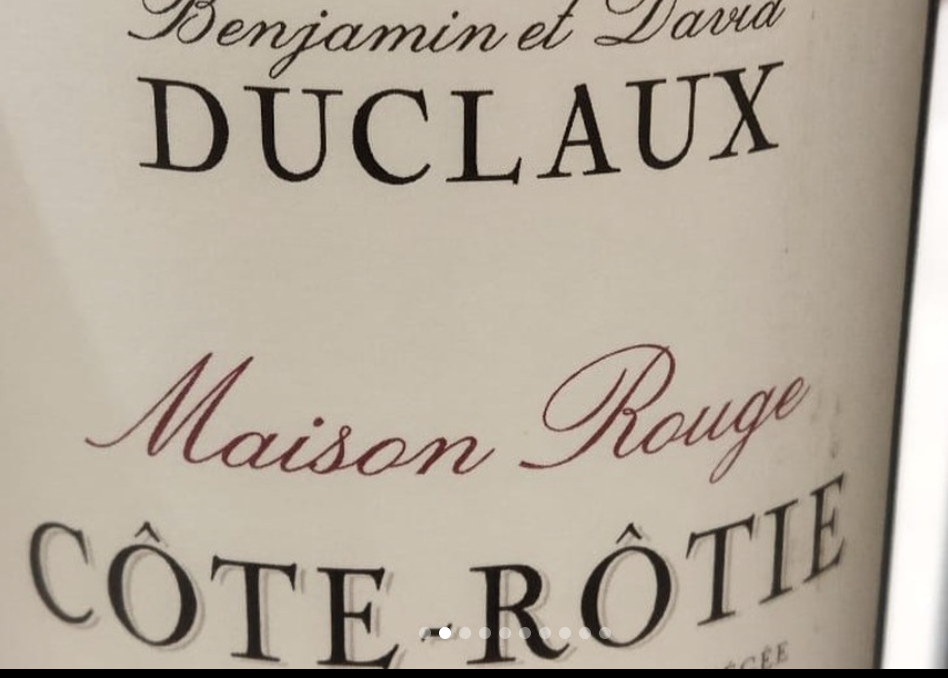 Benjamin et David
DUCLAUX
Maison Rouge
CÔTE-RÔTIE